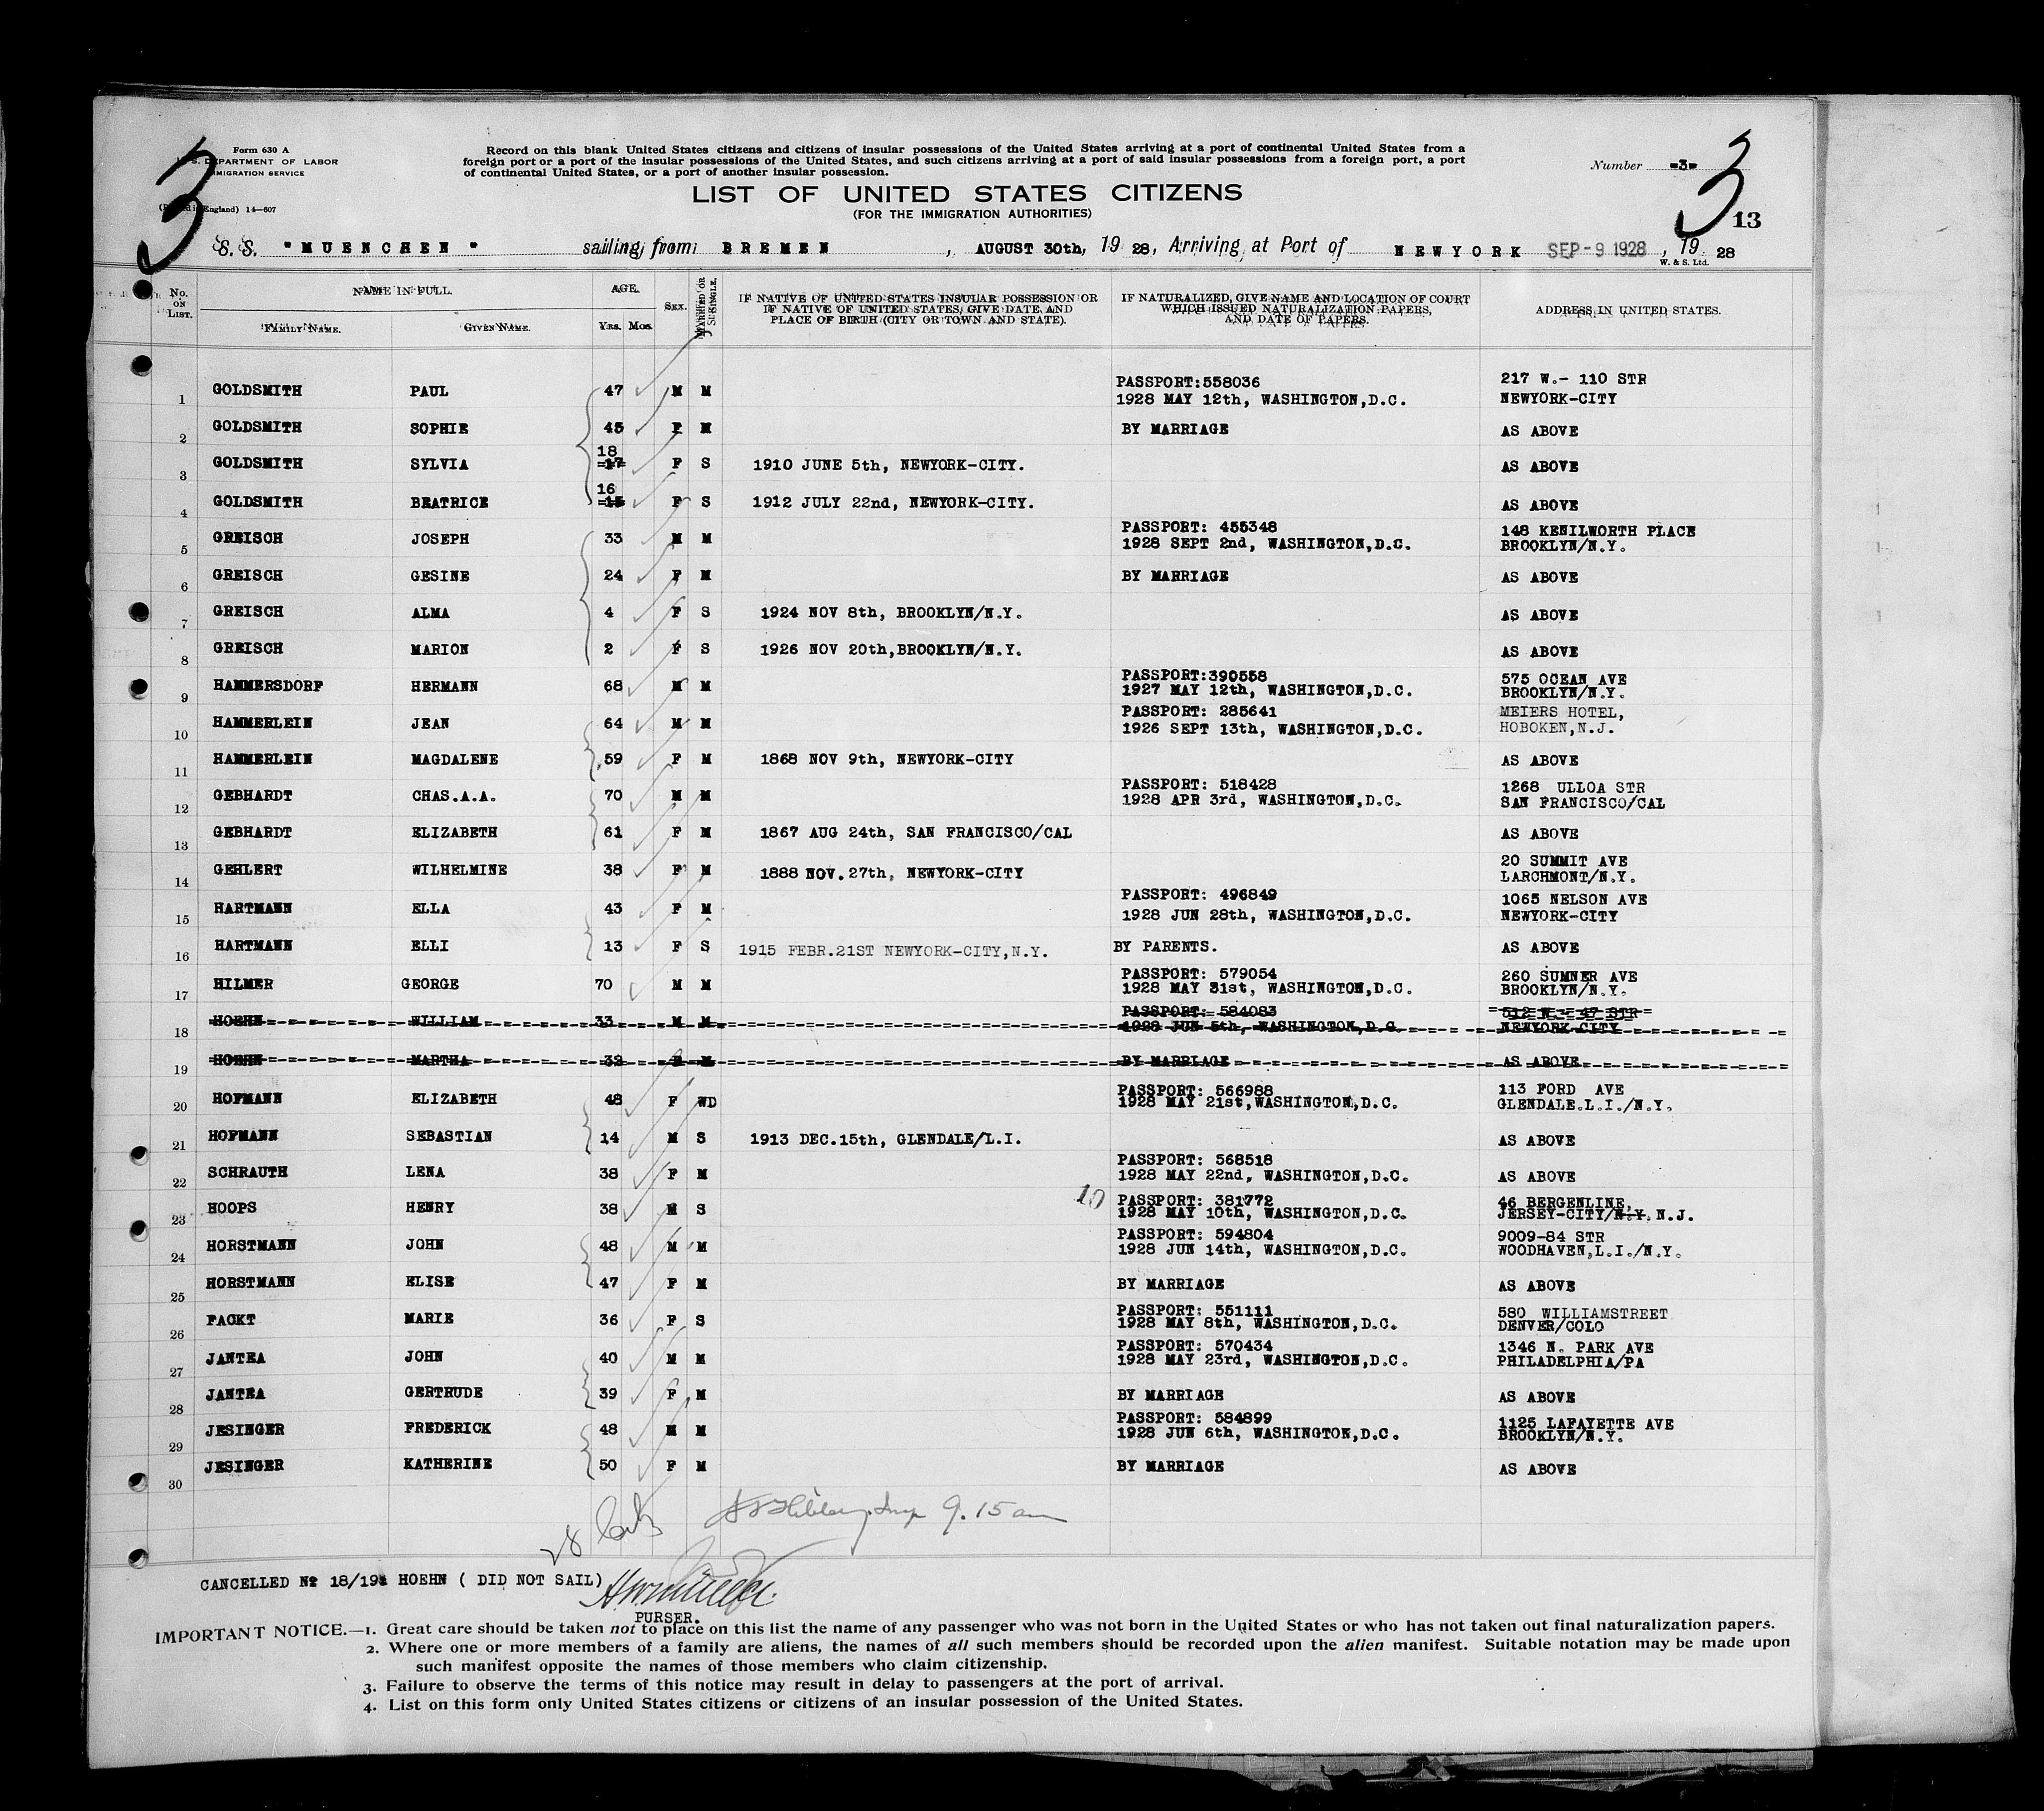 Form 630 A
U. S. DEPARTMENT OF LABOR
IMMIGRATION SERVICE
(Printed in England) 14—607
3
Record on this blank United States citizens and citizens of insular possessions of the United States arriving at a port of continental United States from a
foreign port or a port of the insular possessions of the United States, and such citizens arriving at a port of said insular possessions from a foreign port, a port
of continental United States, or a port of another insular possession.
Number -3-
3
13
LIST OF UNITED STATES CITIZENS
(FOR THE IMMIGRATION AUTHORITIES)
S.S. "MUENCHEN" sailing from BREMEN, AUGUST 30th, 19 28, Arriving at Port of NEWYORK SEP -9 1928, 19 28
W. & S. Ltd.
No. ON LIST. NAME IN FULL. AGE. SEX. MARRIED OR SINGLE. IF NATIVE OF UNITED STATES INSULAR POSSESSION OR IF NATIVE OF UNITED STATES, GIVE DATE AND PLACE OF BIRTH (CITY OR TOWN AND STATE). IF NATURALIZED, GIVE NAME AND LOCATION OF COURT WHICH ISSUED NATURALIZATION PAPERS, AND DATE OF PAPERS. ADDRESS IN UNITED STATES.
FAMILY NAME. GIVEN NAME. Yrs. Mos.
1 GOLDSMITH PAUL 47 M M PASSPORT:558036 1928 MAY 12th, WASHINGTON,D.C. 217 W.- 110 STR NEWYORK-CITY
2 GOLDSMITH SOPHIE 45 F M BY MARRIAGE AS ABOVE
3 GOLDSMITH SYLVIA 18 17 F S 1910 JUNE 5th, NEWYORK-CITY. AS ABOVE
4 GOLDSMITH BEATRICE 16 15 F S 1912 JULY 22nd, NEWYORK-CITY. AS ABOVE
5 GREISCH JOSEPH 33 M M PASSPORT: 455348 1928 SEPT 2nd, WASHINGTON,D.C. 148 KENILWORTH PLACE BROOKLYN/N.Y.
6 GREISCH GESINE 24 F M BY MARRIAGE AS ABOVE
7 GREISCH ALMA 4 F S 1924 NOV 8th, BROOKLYN/N.Y. AS ABOVE
8 GREISCH MARION 2 F S 1926 NOV 20th,BROOKLYN/N.Y. AS ABOVE
9 HAMMERSDORF HERMANN 68 M M PASSPORT:390558 1927 MAY 12th, WASHINGTON,D.C. 575 OCEAN AVE BROOKLYN/N.Y.
10 HAMMERLEIN JEAN 64 M M PASSPORT: 285641 1926 SEPT 13th, WASHINGTON,D.C. MEIERS HOTEL, HOBOKEN,N.J.
11 HAMMERLEIN MAGDALENE 59 F M 1868 NOV 9th, NEWYORK-CITY AS ABOVE
12 GEBHARDT CHAS.A.A. 70 M M PASSPORT: 518428 1928 APR 3rd, WASHINGTON,D.C. 1268 ULLOA STR SAN FRANCISCO/CAL
13 GEBHARDT ELIZABETH 61 F M 1867 AUG 24th, SAN FRANCISCO/CAL AS ABOVE
14 GEHLERT WILHELMINE 38 F M 1888 NOV.27th, NEWYORK-CITY 20 SUMMIT AVE LARCHMONT/N.Y.
15 HARTMANN ELLA 43 F M PASSPORT: 496849 1928 JUN 28th, WASHINGTON,D.C. 1065 NELSON AVE NEWYORK-CITY
16 HARTMANN ELLI 13 F S 1915 FEBR.21ST NEWYORK-CITY,N.Y. BY PARENTS. AS ABOVE
17 HILMER GEORGE 70 M M PASSPORT: 579054 1928 MAY 31st, WASHINGTON,D.C. 260 SUMNER AVE BROOKLYN/N.Y.
18 HOEHN WILLIAM 33 M M PASSPORT: 584083 1928 JUN 5th, WASHINGTON,D.C. 512 W - 47 STR NEWYORK-CITY
19 HOEHN MARTHA 32 F M BY MARRIAGE AS ABOVE
20 HOFMANN ELIZABETH 48 F WD PASSPORT: 566988 1928 MAY 21st,WASHINGTON,D.C. 113 FORD AVE GLENDALE.L.I./N.Y.
21 HOFMANN SEBASTIAN 14 M S 1913 DEC.15th, GLENDALE/L.I. AS ABOVE
22 SCHRAUTH LENA 38 F M PASSPORT: 568518 1928 MAY 22nd, WASHINGTON,D.C. AS ABOVE
23 HOOPS HENRY 38 M S 10 PASSPORT: 381772 1928 MAY 10th, WASHINGTON,D.C. 46 BERGENLINE, JERSEY-CITY/N.Y. N.J.
24 HORSTMANN JOHN 48 M M PASSPORT: 594804 1928 JUN 14th, WASHINGTON,D.C. 9009-84 STR WOODHAVEN,L.I./N.Y.
25 HORSTMANN ELISE 47 F M BY MARRIAGE AS ABOVE
26 PACKT MARIE 36 F S PASSPORT: 551111 1928 MAY 8th, WASHINGTON,D.C. 580 WILLIAMSTREET DENVER/COLO
27 JANTEA JOHN 40 M M PASSPORT: 570434 1928 MAY 23rd, WASHINGTON,D.C. 1346 N. PARK AVE PHILADELPHIA/PA
28 JANTEA GERTRUDE 39 F M BY MARRIAGE AS ABOVE
29 JESINGER FREDERICK 48 M M PASSPORT: 584899 1928 JUN 6th, WASHINGTON,D.C. 1125 LAFAYETTE AVE BROOKLYN/N.Y.
30 JESINGER KATHERINE 50 F M BY MARRIAGE AS ABOVE
28 9.15 am
CANCELLED No 18/19 HOEHN ( DID NOT SAIL)
PURSER.
IMPORTANT NOTICE.—1. Great care should be taken not to place on this list the name of any passenger who was not born in the United States or who has not taken out final naturalization papers.
2. Where one or more members of a family are aliens, the names of all such members should be recorded upon the alien manifest. Suitable notation may be made upon
such manifest opposite the names of those members who claim citizenship.
3. Failure to observe the terms of this notice may result in delay to passengers at the port of arrival.
4. List on this form only United States citizens or citizens of an insular possession of the United States.